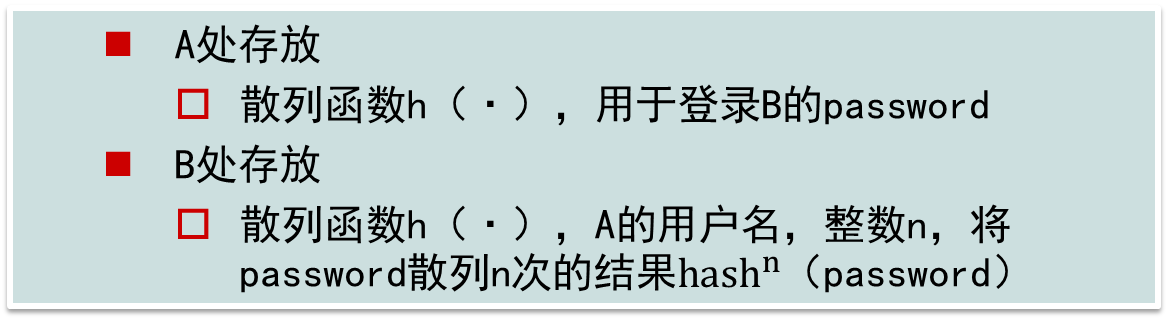 A处存放
散列函数h（·），用于登录B的password
B处存放
散列函数h（·），A的用户名，整数n，将
password散列n次的结果hashⁿ（password）